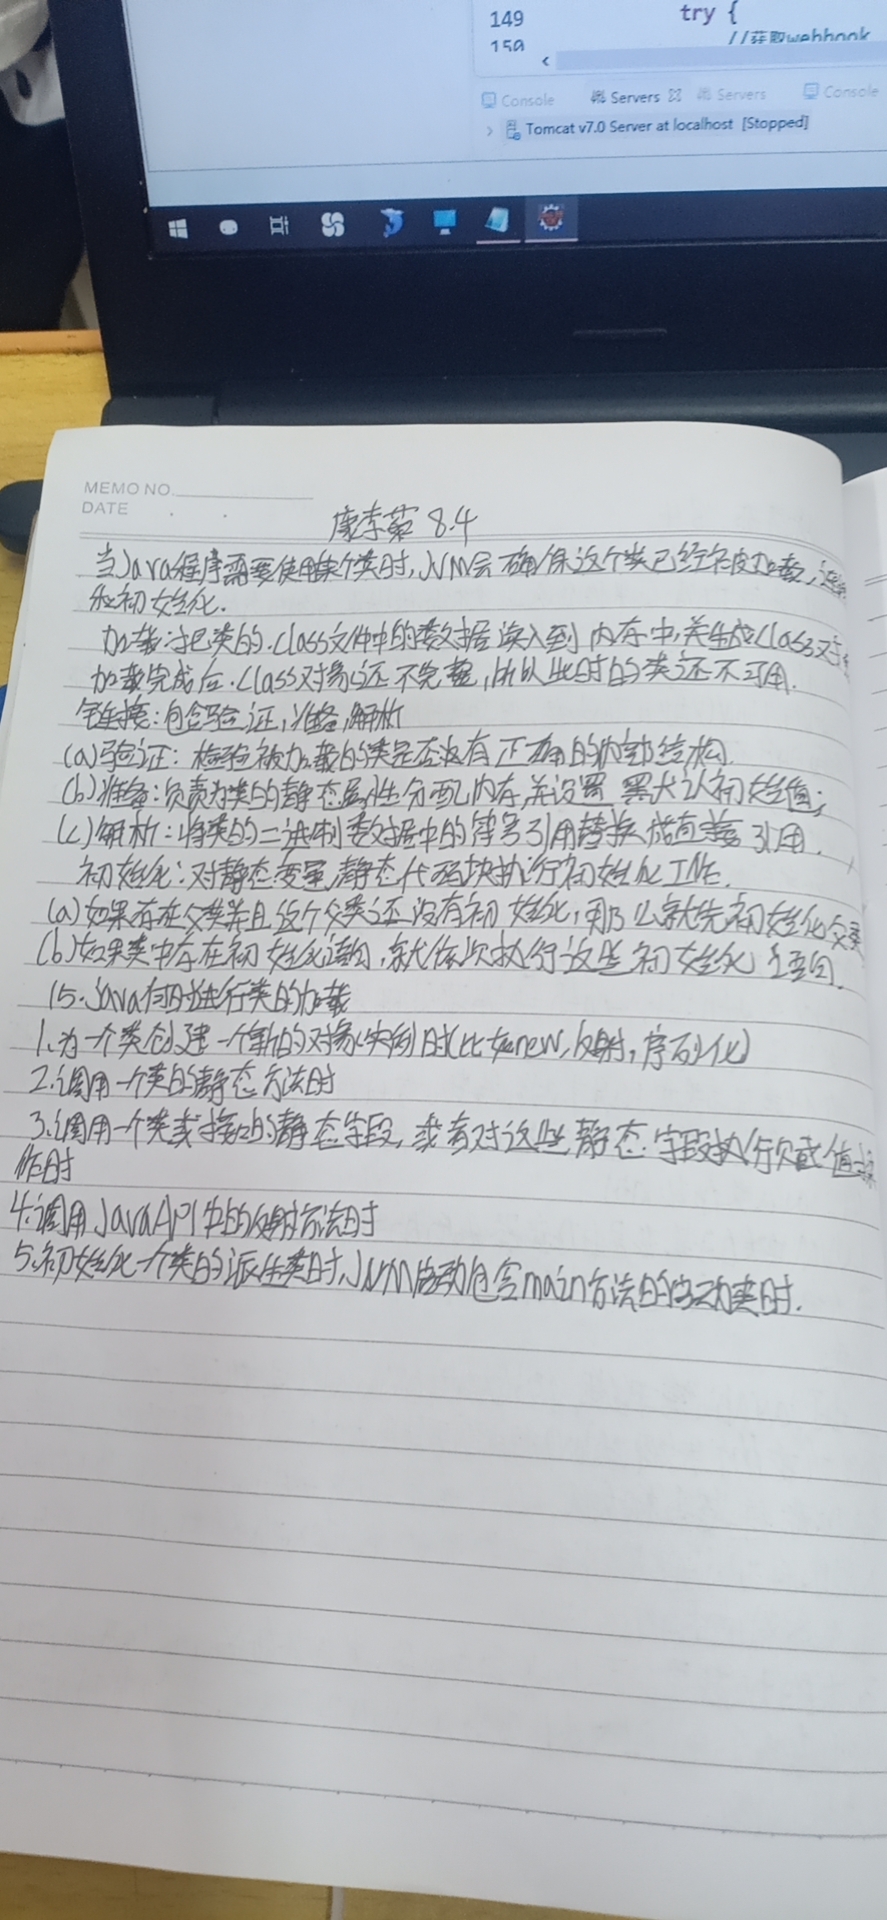 149
try {
150
//获取webhook
Console
Servers
Servers
Console
Tomcat v7.0 Server at localhost [Stopped]
MEMO NO.
DATE
8.4
当Java程序需要使用某个类时,JVM会确保这个类已经被加载,连接
和初始化.
加载:把类的.class文件中的数据读入到内存中,并生成Class对象
加载完成后.Class对象还不完整,所以此时的类还不可用.
链接:包含验证,准备,解析
(a)验证:检验被加载的类是否没有正确的内部结构
(b)准备:负责为类的静态属性分配内存,并设置默认初始值;
(c)解析:将类的二进制数据中的符号引用替换成直接引用.
初始化:对静态变量,静态代码块执行初始化工作.
(a)如果存在父类并且这个父类还没有初始化,那么就先初始化父类
(b)如果类中存在初始化语句,就依次执行这些初始化语句.
15.Java何时进行类的加载
1.为一个类创建一个新的对象实例时(比如new,反射,序列化)
2.调用一个类的静态方法时
3.调用一个类或接口的静态字段,或者对这些静态字段执行赋值操
作时
4.调用JavaAPI中的反射方法时
5.初始化一个类的派生类时,JVM启动包含main方法的启动类时.